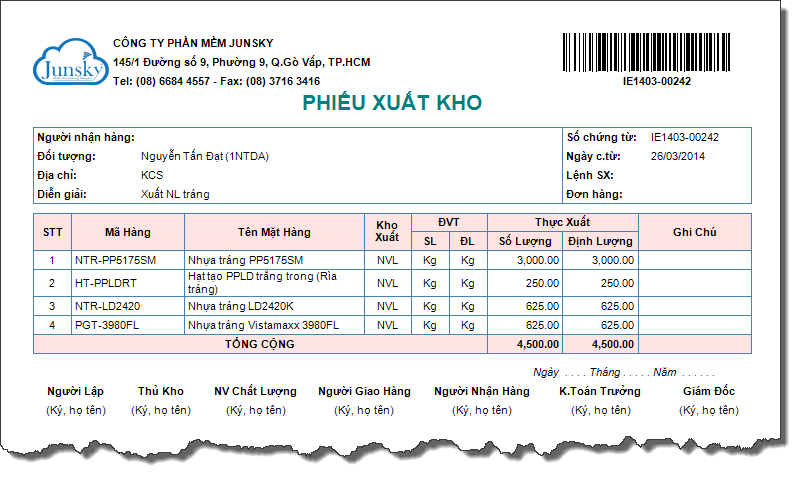 Junsky
CÔNG TY PHẦN MỀM JUNSKY
145/1 Đường số 9, Phường 9, Q.Gò Vấp, TP.HCM
Tel: (08) 6684 4557 - Fax: (08) 3716 3416
IE1403-00242
PHIẾU XUẤT KHO
Người nhận hàng:
Đối tượng: Nguyễn Tấn Đạt (1NTDA)
Địa chỉ: KCS
Diễn giải: Xuất NL tráng
Số chứng từ: IE1403-00242
Ngày c.từ: 26/03/2014
Lệnh SX:
Đơn hàng:
STT Mã Hàng Tên Mặt Hàng Kho Xuất ĐVT Thực Xuất Ghi Chú
SL ĐL Số Lượng Định Lượng
1 NTR-PP5175SM Nhựa tráng PP5175SM NVL Kg Kg 3,000.00 3,000.00
2 HT-PPLDRT Hạt tạo PPLD trắng trong (Rìa tráng) NVL Kg Kg 250.00 250.00
3 NTR-LD2420 Nhựa tráng LD2420K NVL Kg Kg 625.00 625.00
4 PGT-3980FL Nhựa tráng Vistamaxx 3980FL NVL Kg Kg 625.00 625.00
TỔNG CỘNG 4,500.00 4,500.00
Ngày . . . . Tháng . . . . . Năm . . . . . .
Người Lập Thủ Kho NV Chất Lượng Người Giao Hàng Người Nhận Hàng K.Toán Trưởng Giám Đốc
(Ký, họ tên) (Ký, họ tên) (Ký, họ tên) (Ký, họ tên) (Ký, họ tên) (Ký, họ tên) (Ký, họ tên)